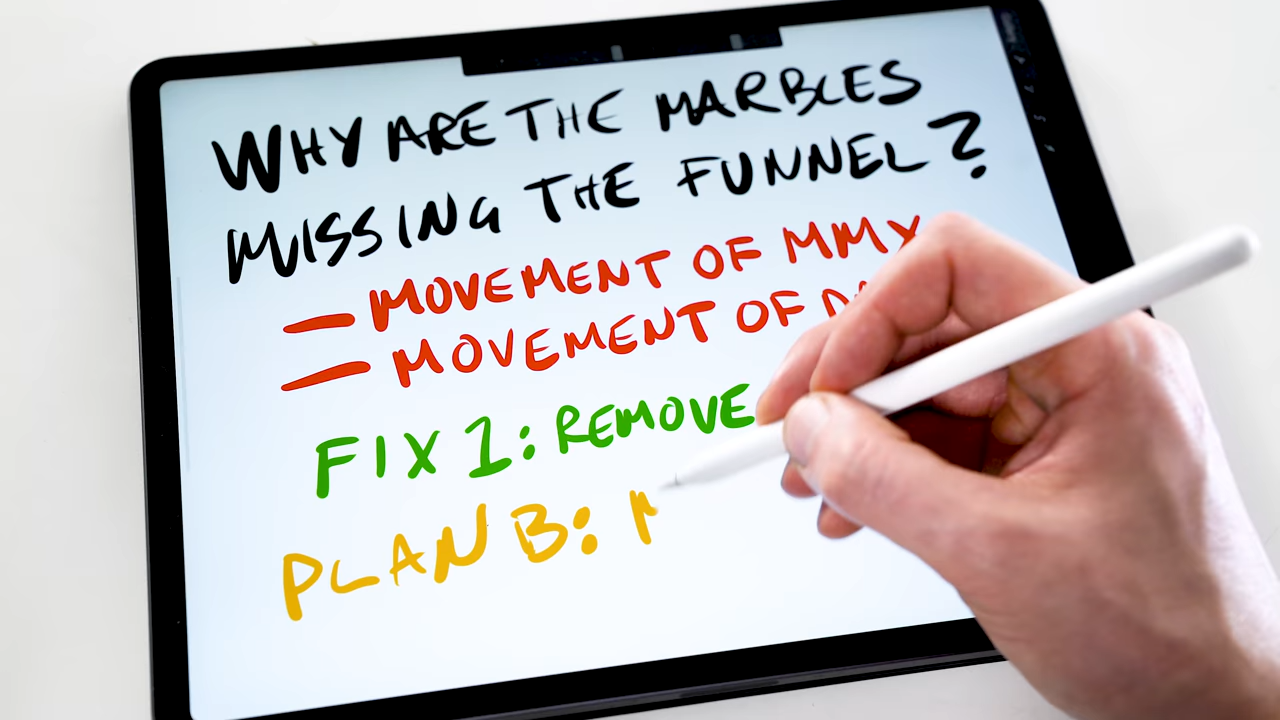 WHY ARE THE MARBLES
MISSING THE FUNNEL?
— MOVEMENT OF MMX
— MOVEMENT OF
FIX 1: REMOVE
PLAN B: